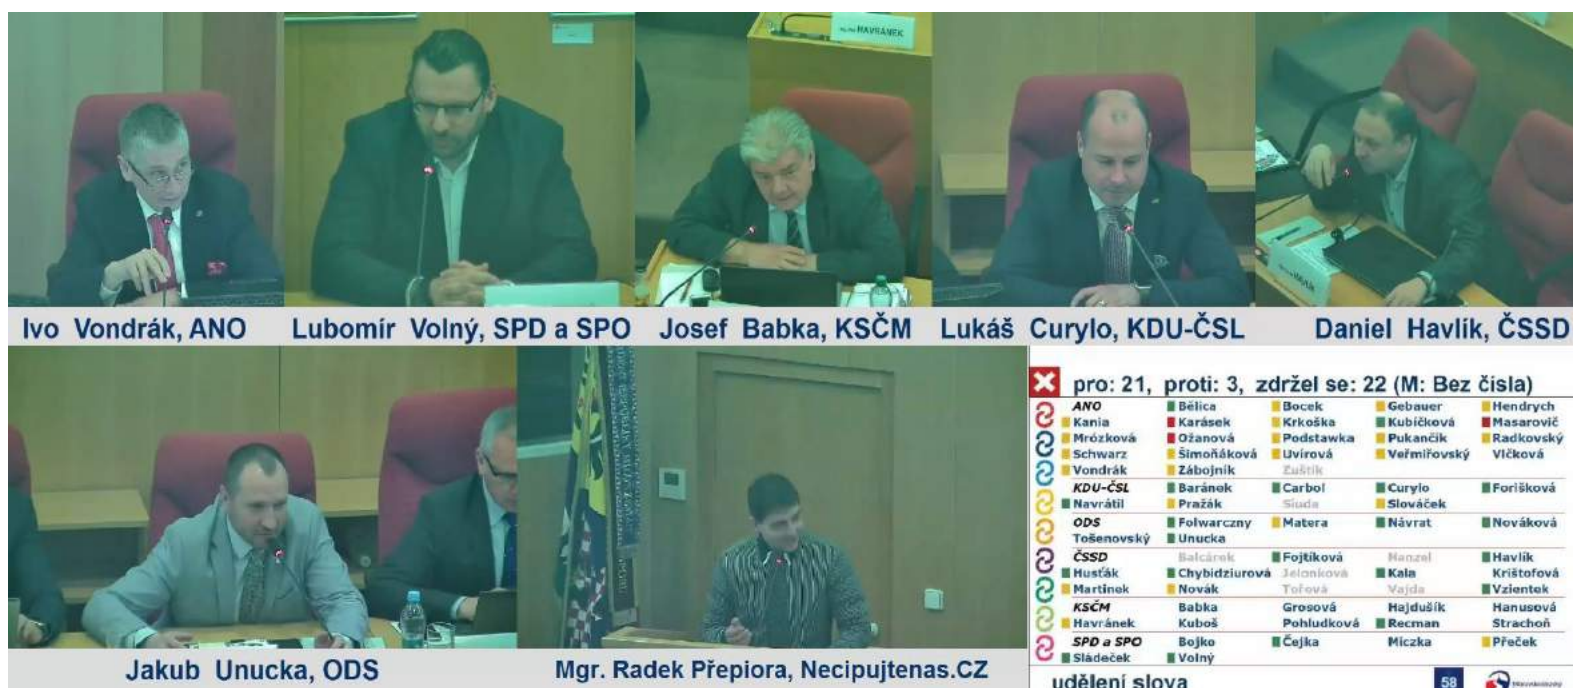 HAVRÁNEK
Ivo Vondrák, ANO
Lubomír Volný, SPD a SPO
Josef Babka, KSČM
Lukáš Curylo, KDU-ČSL
Daniel Havlík, ČSSD
Jakub Unucka, ODS
Mgr. Radek Přepiora, Necipujtenas.CZ
pro: 21, proti: 3, zdržel se: 22 (M: Bez čísla)
ANO Bělica Bocek Gebauer Hendrych
Kania Karásek Krkoška Kubíčková Masarovič
Mrózková Ožanová Podstawka Pukančík Radkovský
Schwarz Šimoňáková Uvírová Veřmiřovský Vlčková
Vondrák Zábojník Zuštík
KDU-ČSL Baránek Carbol Curylo Forišková
Navrátil Pražák Siuda Slováček
ODS Folwarczny Matera Návrat Nováková
Tošenovský Unucka
ČSSD Balcárek Fojtíková Hanzel Havlík
Husťák Chybidziurová Jelonková Kala Krištofová
Martinek Novák Tořová Vajda Vzientek
KSČM Babka Grosová Hajdušík Hanusová
Havránek Kuboš Pohludková Recman Strachoň
SPD a SPO Bojko Čejka Miczka Přeček
Sládeček Volný
udělení slova
58